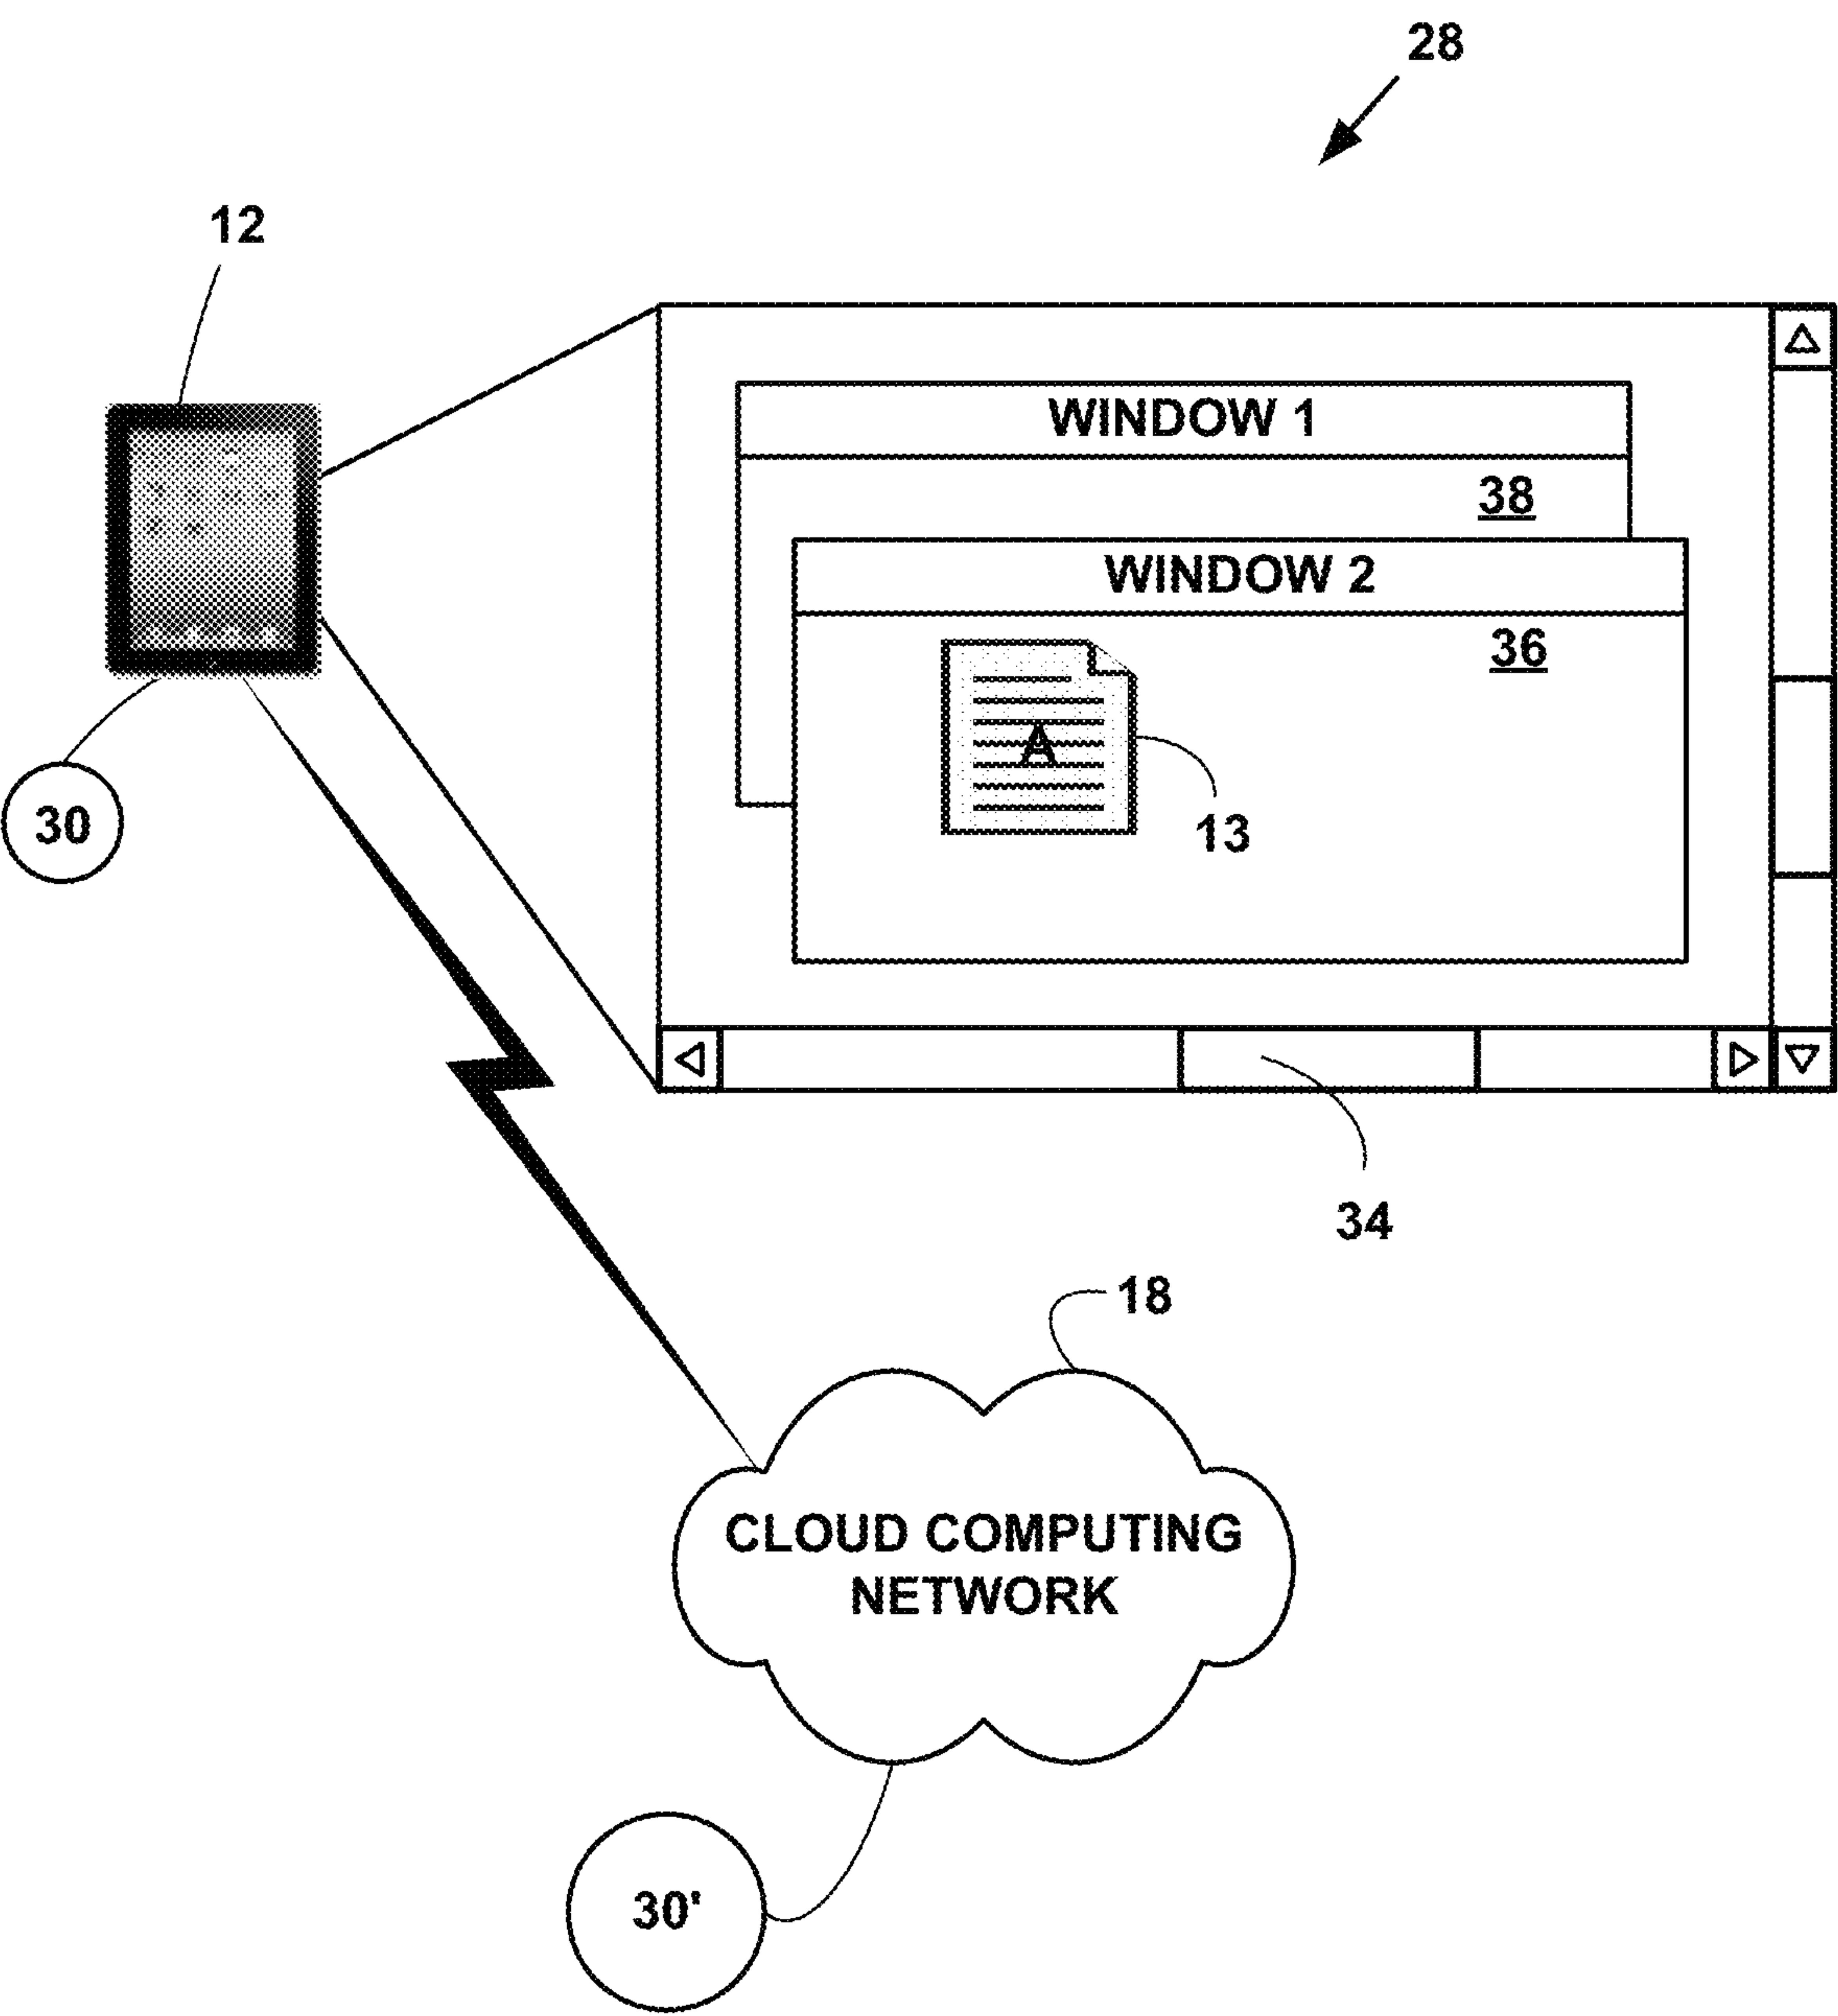 28
12
WINDOW 1
38
WINDOW 2
36
A
13
30
34
18
CLOUD COMPUTING
NETWORK
30'